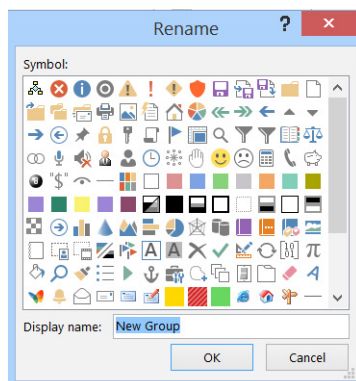 Rename
?
Symbol:
"$"
A A
π
A
Display name: New Group
OK Cancel